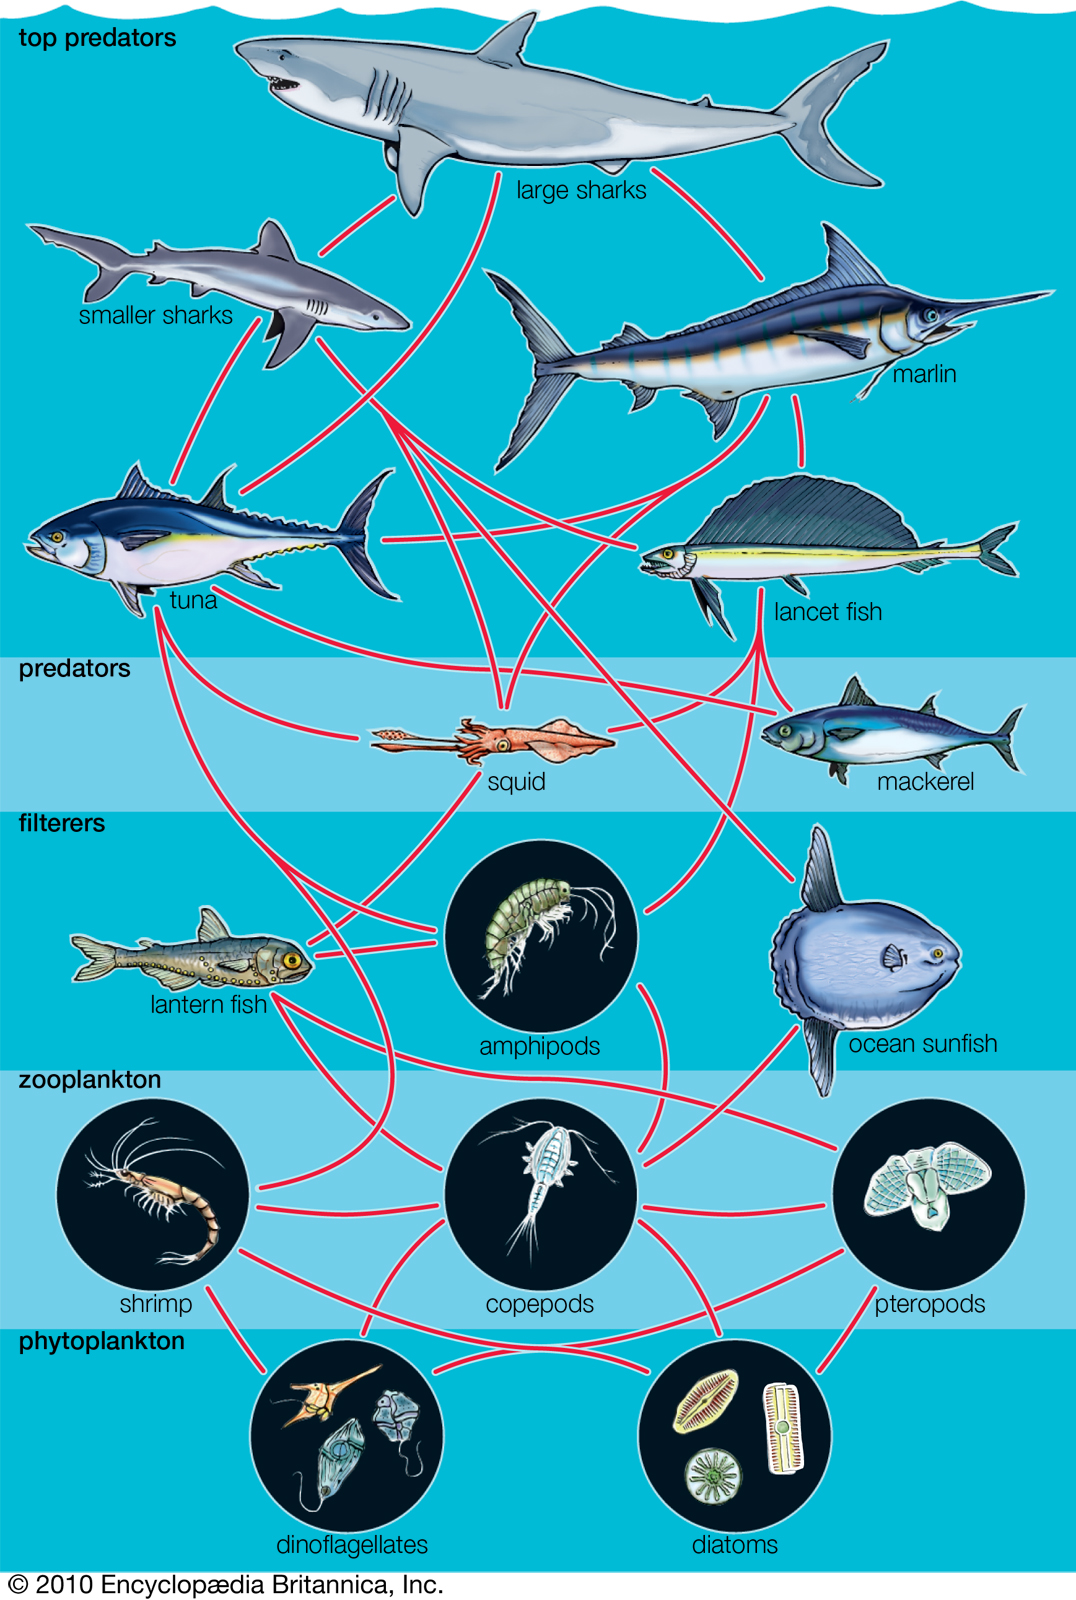 top predators
large sharks
smaller sharks
marlin
tuna
lancet fish
predators
squid
mackerel
filterers
lantern fish
amphipods
ocean sunfish
zooplankton
shrimp
copepods
pteropods
phytoplankton
dinoflagellates
diatoms
© 2010 Encyclopædia Britannica, Inc.